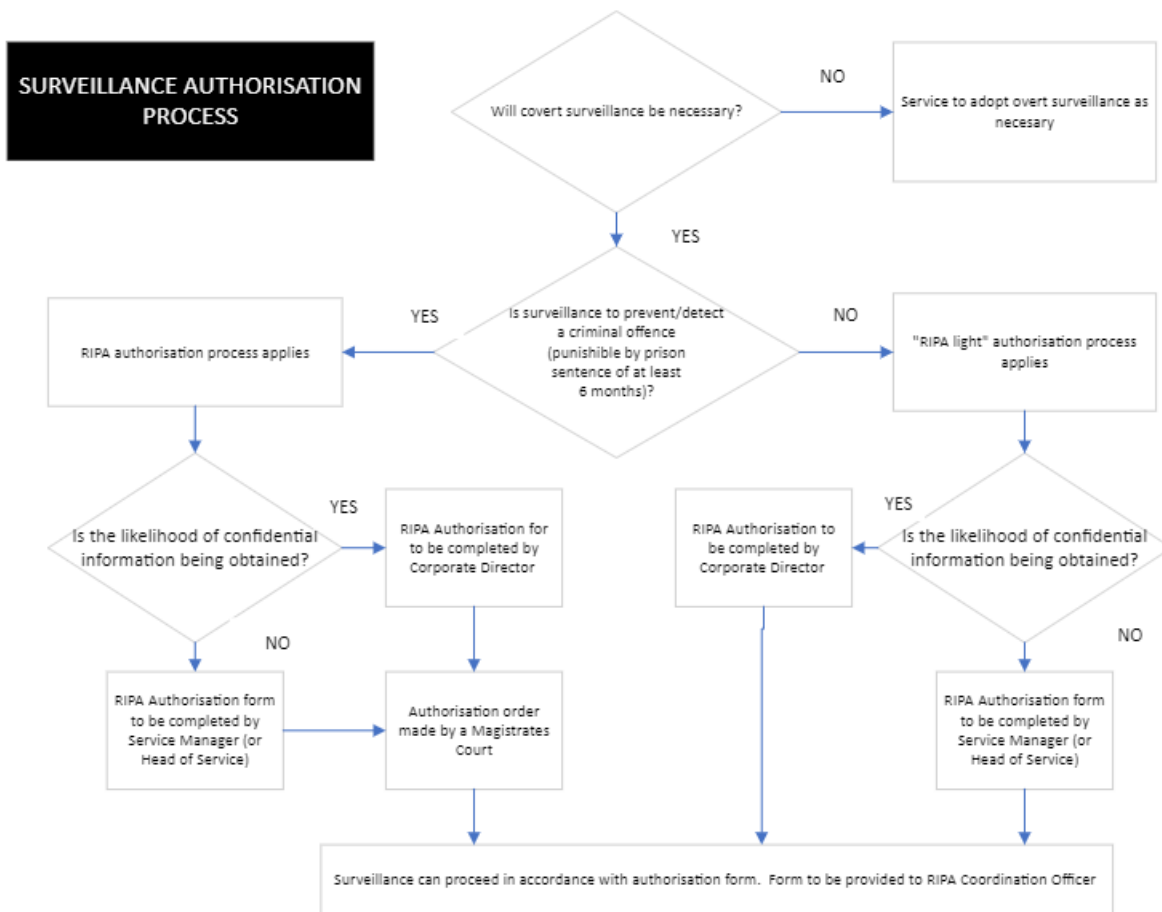 SURVEILLANCE AUTHORISATION
PROCESS
Will covert surveillance be necessary?
NO
Service to adopt overt surveillance as
necesary
YES
Is surveillance to prevent/detect
a criminal offence
(punishible by prison
sentence of at least
6 months)?
YES
RIPA authorisation process applies
NO
"RIPA light" authorisation process
applies
Is the likelihood of confidential
information being obtained?
YES
RIPA Authorisation for
to be completed by
Corporate Director
RIPA Authorisation to
be completed by
Corporate Director
YES
Is the likelihood of confidential
information being obtained?
NO
NO
RIPA Authorisation form
to be completed by
Service Manager (or
Head of Service)
Authorisation order
made by a Magistrates
Court
RIPA Authorisation form
to be completed by
Service Manager (or
Head of Service)
Surveillance can proceed in accordance with authorisation form. Form to be provided to RIPA Coordination Officer